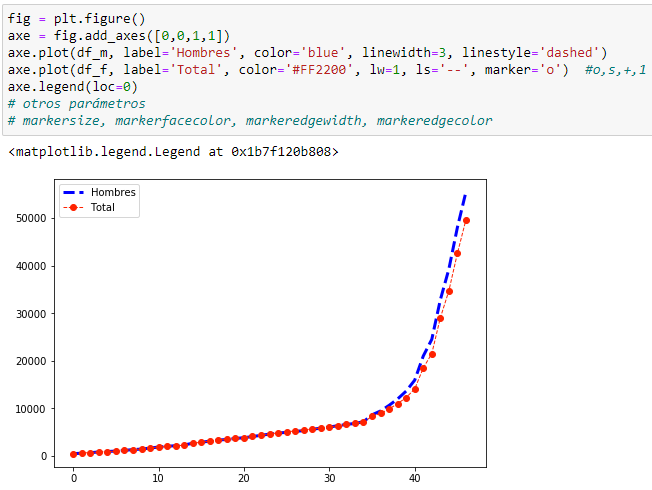 fig = plt.figure()
axe = fig.add_axes([0,0,1,1])
axe.plot(df_m, label='Hombres', color='blue', linewidth=3, linestyle='dashed')
axe.plot(df_f, label='Total', color='#FF2200', lw=1, ls='--', marker='o')  #o,s,+,1
axe.legend(loc=0)
# otros parámetros
# markersize, markerfacecolor, markeredgewidth, markeredgecolor
<matplotlib.legend.Legend at 0x1b7f120b808>
Hombres
Total
50000
40000
30000
20000
10000
0
0 10 20 30 40